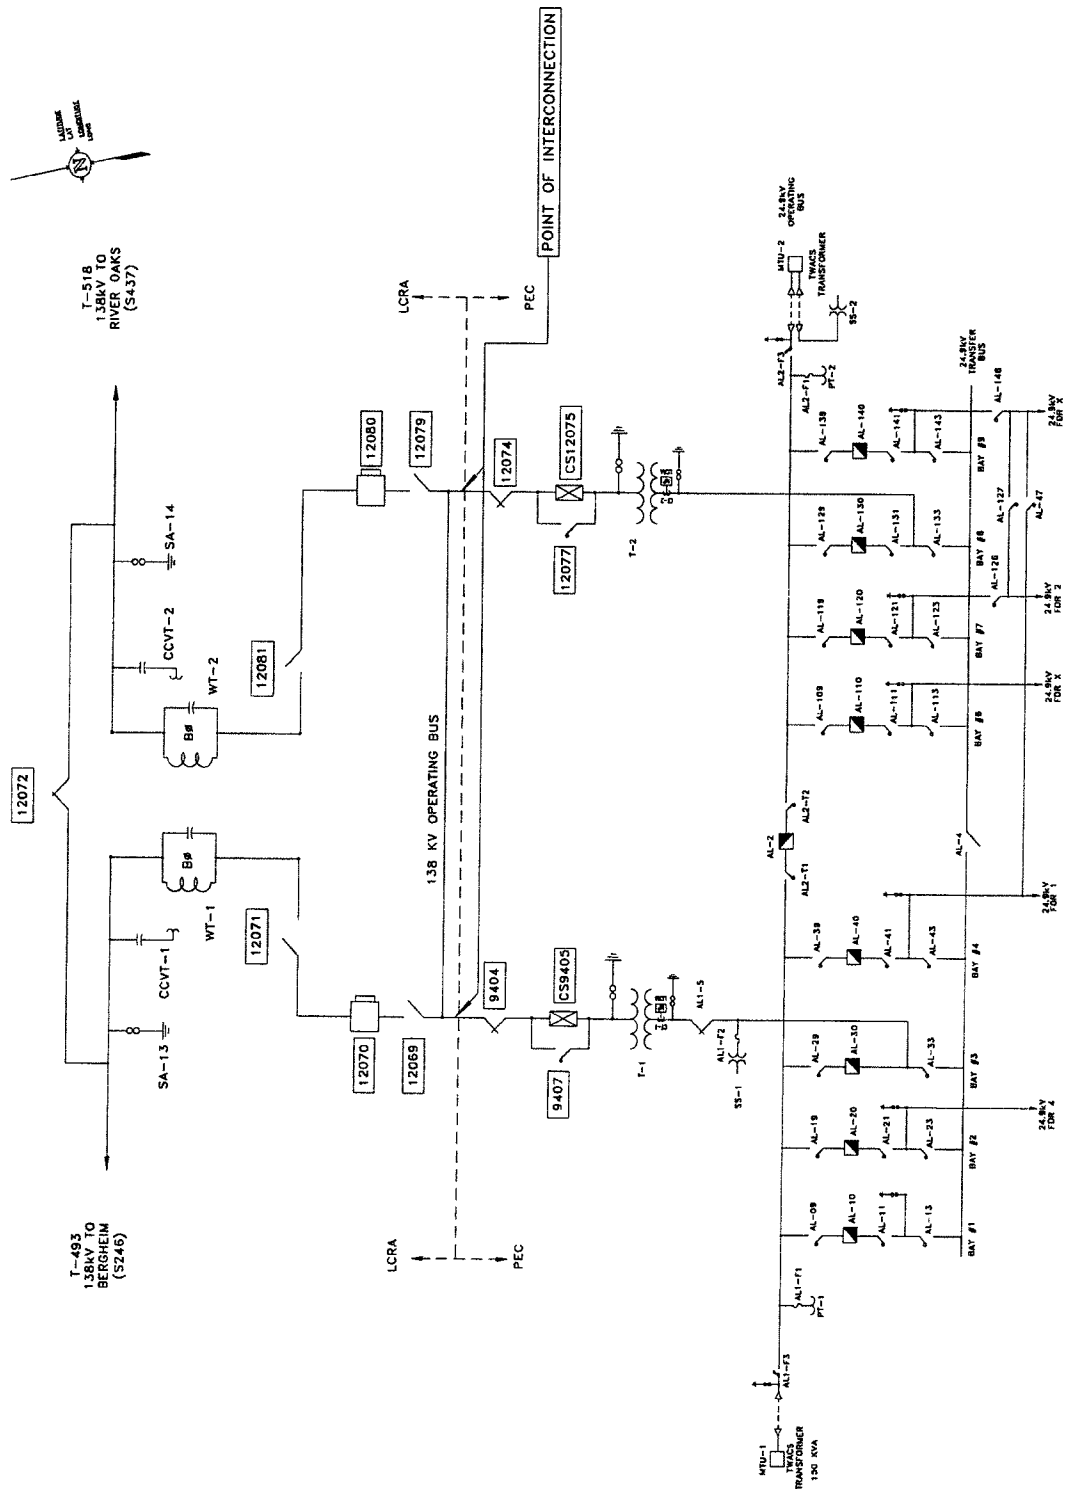 LATITUDE
LAT
LONGITUDE
LONG
N
T-518
138kV TO
RIVER OAKS
(S437)
T-493
138kV TO
BERGHEIM
(S246)
12072
SA-14
CCVT-2
WT-2
BØ
12081
SA-13
CCVT-1
WT-1
BØ
12071
12080
12079
12070
12069
138 KV OPERATING BUS
LCRA
PEC
LCRA
PEC
POINT OF INTERCONNECTION
12074
CS12075
12077
T-2
9404
CS9405
9407
T-1
AL1-5
AL1-F2
SS-1
24.9kV
OPERATING
BUS
MTU-2
TWACS
TRANSFORMER
SS-2
AL2-F3
AL2-F1
PT-2
24.9kV
TRANSFER
BUS
AL-139
AL-140
AL-141
AL-143
BAY #9
AL-148
24.9kV
FDR X
AL-129
AL-130
AL-131
AL-133
BAY #8
AL-127
AL-47
AL-119
AL-120
AL-121
AL-123
BAY #7
AL-126
24.9kV
FDR 2
AL-109
AL-110
AL-111
AL-113
BAY #6
24.9kV
FDR X
AL2-T2
AL-2
AL2-T1
AL-4
AL-39
AL-40
AL-41
AL-43
BAY #4
24.9kV
FDR 1
AL-29
AL-30
AL-33
BAY #3
AL-19
AL-20
AL-21
AL-23
BAY #2
24.9kV
FDR 4
AL-09
AL-10
AL-11
AL-13
BAY #1
AL1-F1
PT-1
AL1-F3
MTU-1
TWACS
TRANSFORMER
150 KVA